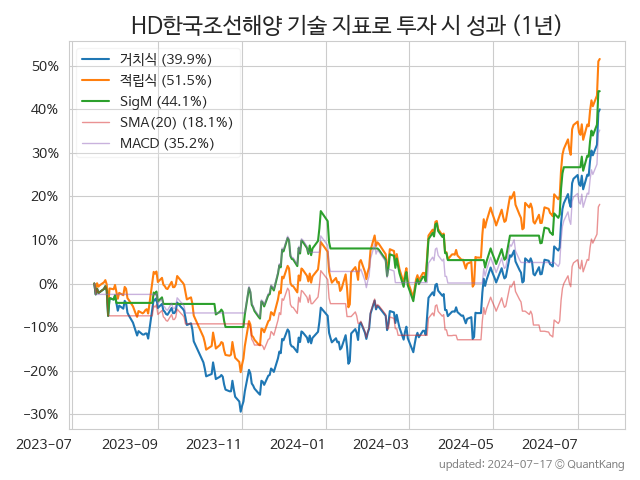 HD한국조선해양 기술 지표로 투자 시 성과 (1년)
거치식 (39.9%)
적립식 (51.5%)
SigM (44.1%)
SMA(20) (18.1%)
MACD (35.2%)
50%
40%
30%
20%
10%
0%
−10%
−20%
−30%
2023-07 2023-09 2023-11 2024-01 2024-03 2024-05 2024-07
updated: 2024-07-17 © QuantKang